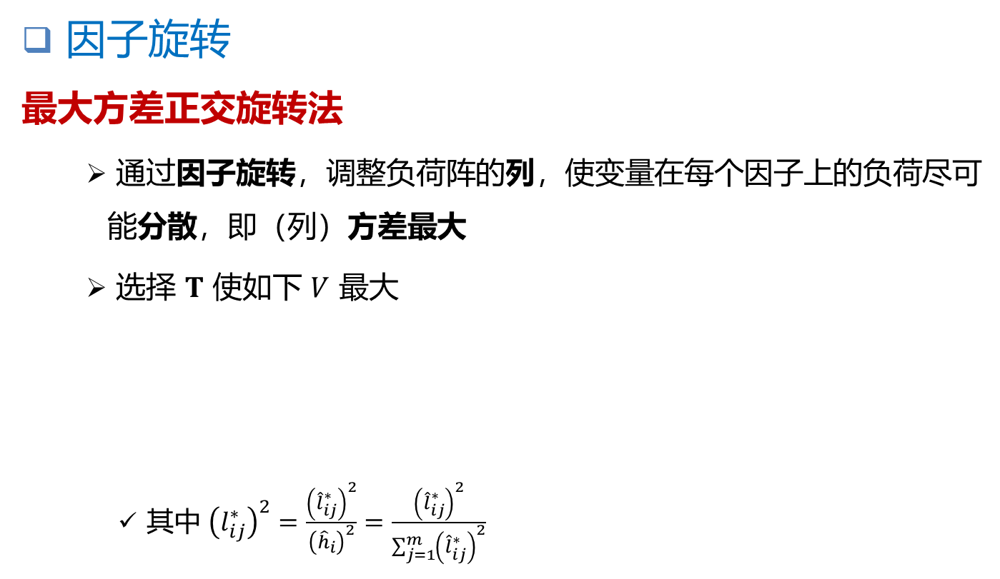 ❑ 因子旋转
最大方差正交旋转法
➢ 通过因子旋转，调整负荷阵的列，使变量在每个因子上的负荷尽可
能分散，即（列）方差最大
➢ 选择 𝐓 使如下 𝑉 最大
✓ 其中 $\left(l_{ij}^{*}\right)^{2} = \frac{\left(\hat{l}_{ij}^{*}\right)^{2}}{\left(\hat{h}_{i}\right)^{2}} = \frac{\left(\hat{l}_{ij}^{*}\right)^{2}}{\sum_{j=1}^{m}\left(\hat{l}_{ij}^{*}\right)^{2}}$